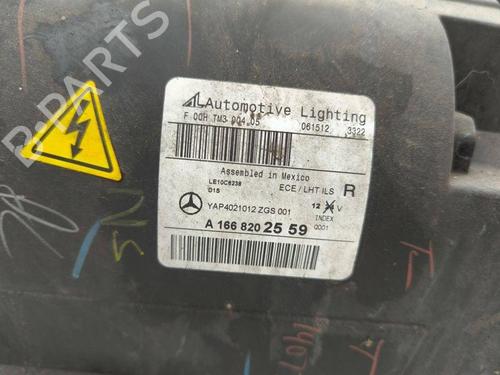 B-PARTS
Automotive Lighting
F 00H TM3 004-05 061512 3322
Assembled in Mexico
LE10C6238 ECE / LHT ILS R
D1S
YAP4021012 ZGS 001 12 V
INDEX
A 166 820 25 59 0001